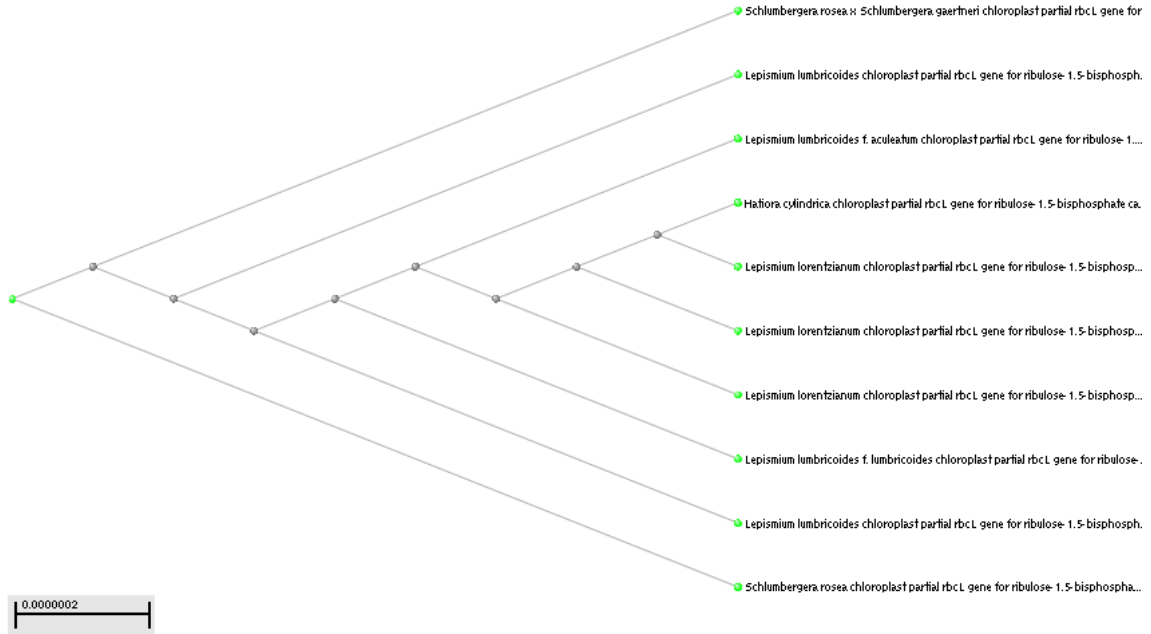 Schlumbergera rosea x Schlumbergera gaertneri chloroplast partial rbcL gene for
Lepismium lumbricoides chloroplast partial rbcL gene for ribulose-1.5-bisphosph.
Lepismium lumbricoides f. aculeatum chloroplast partial rbcL gene for ribulose-1....
Hatiora cylindrica chloroplast partial rbcL gene for ribulose-1.5-bisphosphate ca.
Lepismium lorentzianum chloroplast partial rbcL gene for ribulose-1.5-bisphosp...
Lepismium lorentzianum chloroplast partial rbcL gene for ribulose-1.5-bisphosp...
Lepismium lorentzianum chloroplast partial rbcL gene for ribulose-1.5-bisphosp...
Lepismium lumbricoides f. lumbricoides chloroplast partial rbcL gene for ribulose-.
Lepismium lumbricoides chloroplast partial rbcL gene for ribulose-1.5-bisphosph.
Schlumbergera rosea chloroplast partial rbcL gene for ribulose-1.5-bisphospha...
0.0000002